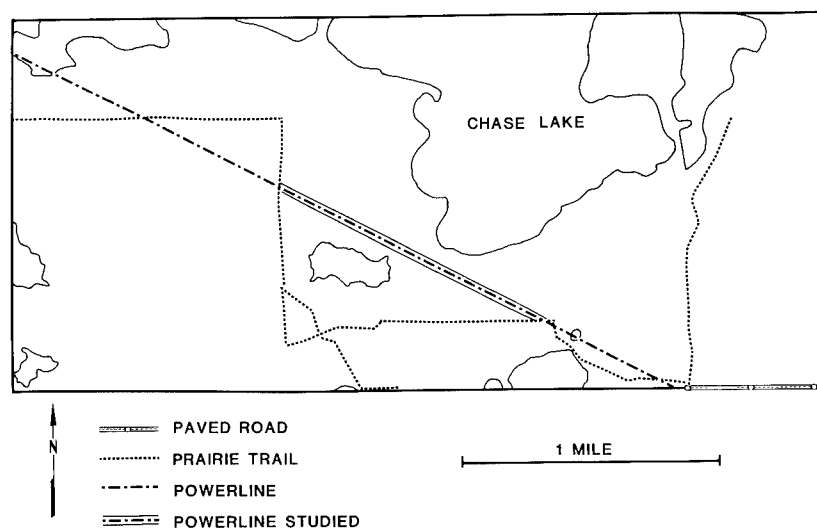 CHASE LAKE
N
PAVED ROAD
PRAIRIE TRAIL
POWERLINE
POWERLINE STUDIED
1 MILE